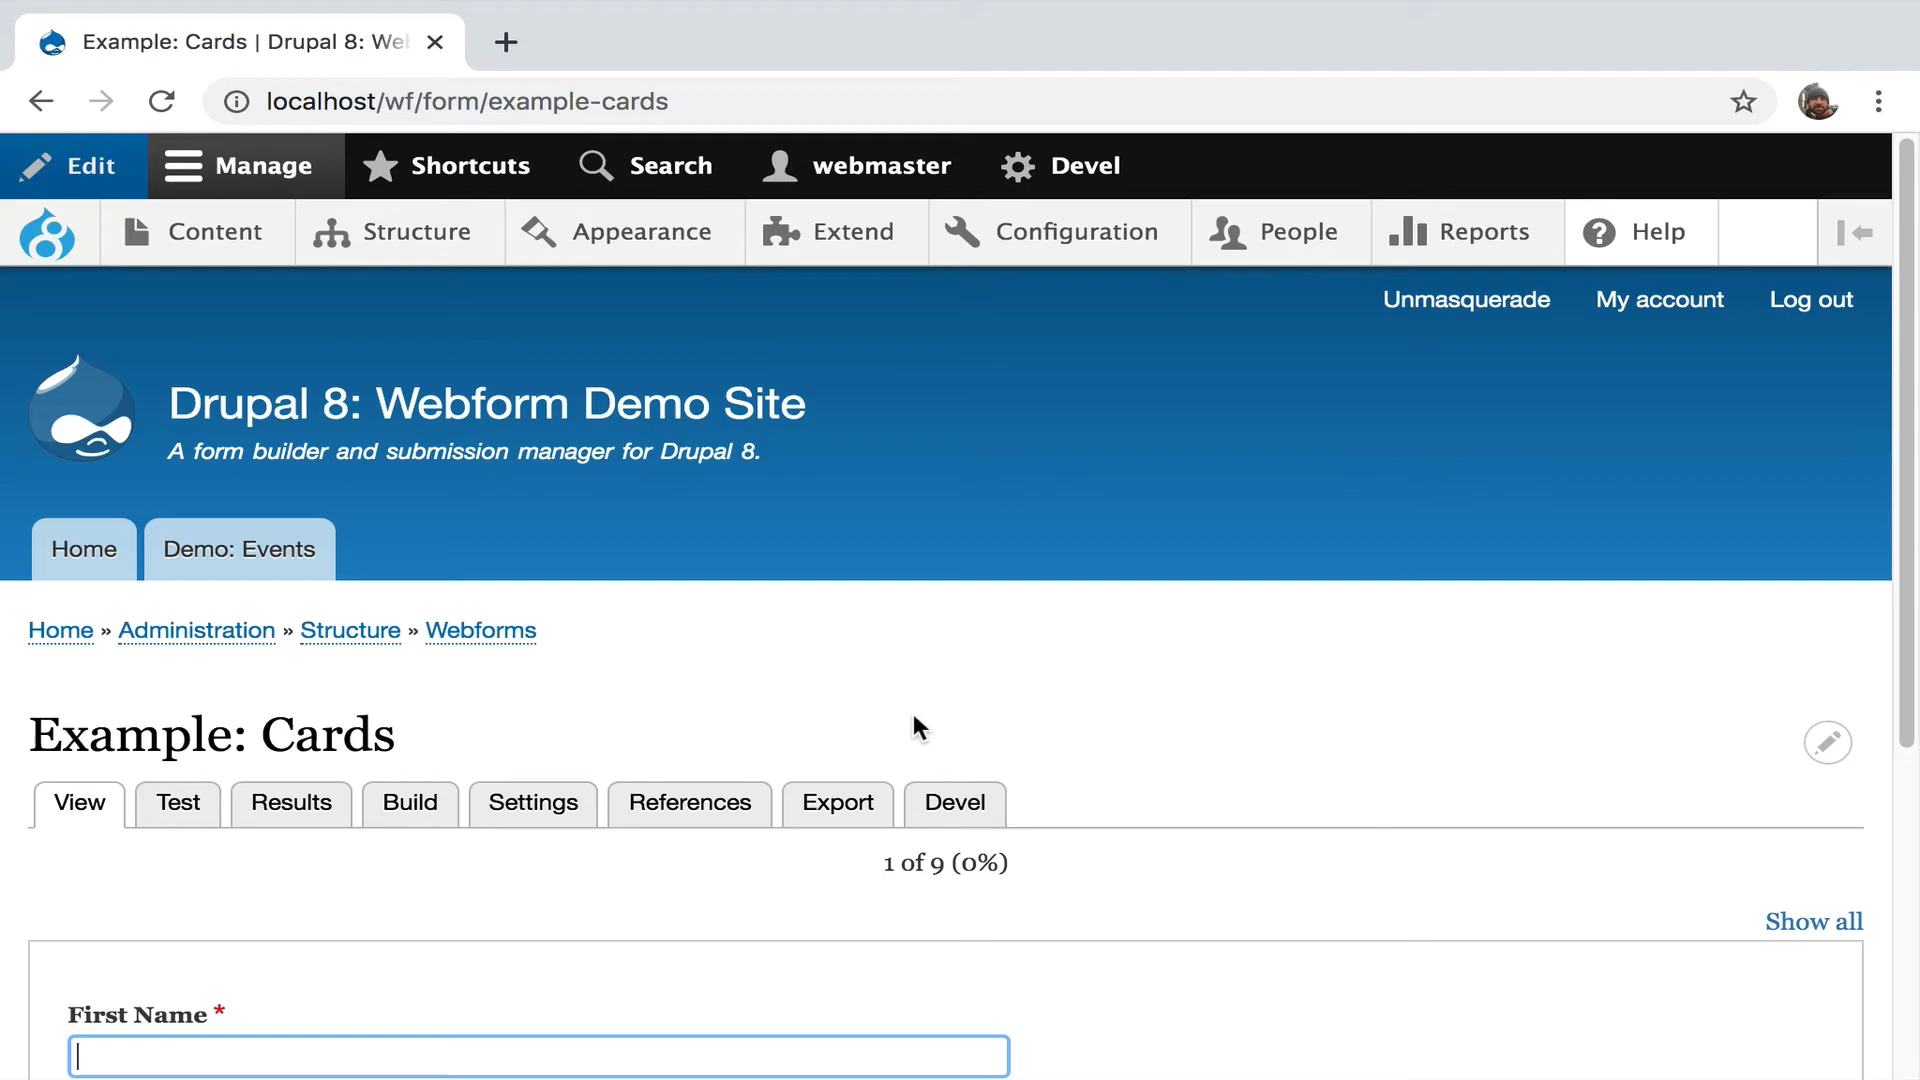 Example: Cards | Drupal 8: We
localhost/wf/form/example-cards
Edit Manage Shortcuts Search webmaster Devel
8 Content Structure Appearance Extend Configuration People Reports Help
Unmasquerade My account Log out
Drupal 8: Webform Demo Site
A form builder and submission manager for Drupal 8.
Home Demo: Events
Home » Administration » Structure » Webforms
Example: Cards
View Test Results Build Settings References Export Devel
1 of 9 (0%)
Show all
First Name *